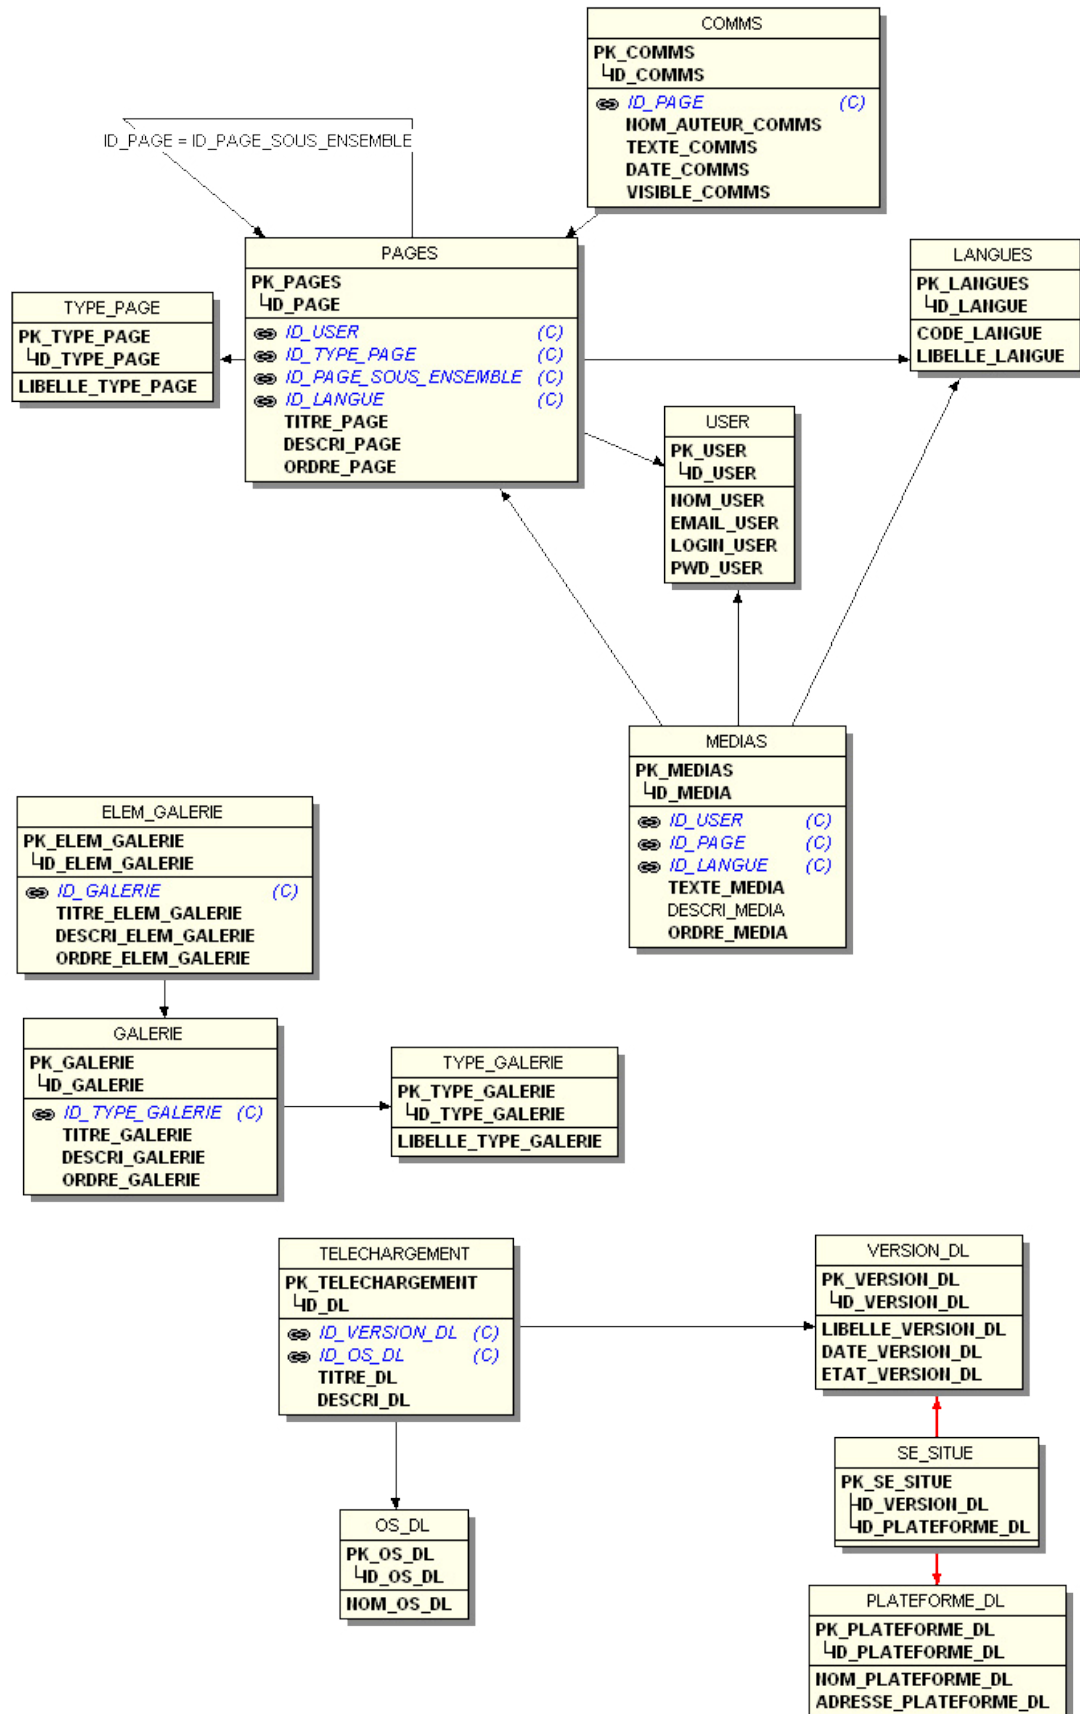 COMMS
PK_COMMS
ID_COMMS
ID_PAGE (C)
NOM_AUTEUR_COMMS
TEXTE_COMMS
DATE_COMMS
VISIBLE_COMMS
ID_PAGE = ID_PAGE_SOUS_ENSEMBLE
PAGES
PK_PAGES
ID_PAGE
ID_USER (C)
ID_TYPE_PAGE (C)
ID_PAGE_SOUS_ENSEMBLE (C)
ID_LANGUE (C)
TITRE_PAGE
DESCRI_PAGE
ORDRE_PAGE
LANGUES
PK_LANGUES
ID_LANGUE
CODE_LANGUE
LIBELLE_LANGUE
TYPE_PAGE
PK_TYPE_PAGE
ID_TYPE_PAGE
LIBELLE_TYPE_PAGE
USER
PK_USER
ID_USER
NOM_USER
EMAIL_USER
LOGIN_USER
PWD_USER
MEDIAS
PK_MEDIAS
ID_MEDIA
ID_USER (C)
ID_PAGE (C)
ID_LANGUE (C)
TEXTE_MEDIA
DESCRI_MEDIA
ORDRE_MEDIA
ELEM_GALERIE
PK_ELEM_GALERIE
ID_ELEM_GALERIE
ID_GALERIE (C)
TITRE_ELEM_GALERIE
DESCRI_ELEM_GALERIE
ORDRE_ELEM_GALERIE
GALERIE
PK_GALERIE
ID_GALERIE
ID_TYPE_GALERIE (C)
TITRE_GALERIE
DESCRI_GALERIE
ORDRE_GALERIE
TYPE_GALERIE
PK_TYPE_GALERIE
ID_TYPE_GALERIE
LIBELLE_TYPE_GALERIE
TELECHARGEMENT
PK_TELECHARGEMENT
ID_DL
ID_VERSION_DL (C)
ID_OS_DL (C)
TITRE_DL
DESCRI_DL
VERSION_DL
PK_VERSION_DL
ID_VERSION_DL
LIBELLE_VERSION_DL
DATE_VERSION_DL
ETAT_VERSION_DL
SE_SITUE
PK_SE_SITUE
ID_VERSION_DL
ID_PLATEFORME_DL
OS_DL
PK_OS_DL
ID_OS_DL
NOM_OS_DL
PLATEFORME_DL
PK_PLATEFORME_DL
ID_PLATEFORME_DL
NOM_PLATEFORME_DL
ADRESSE_PLATEFORME_DL